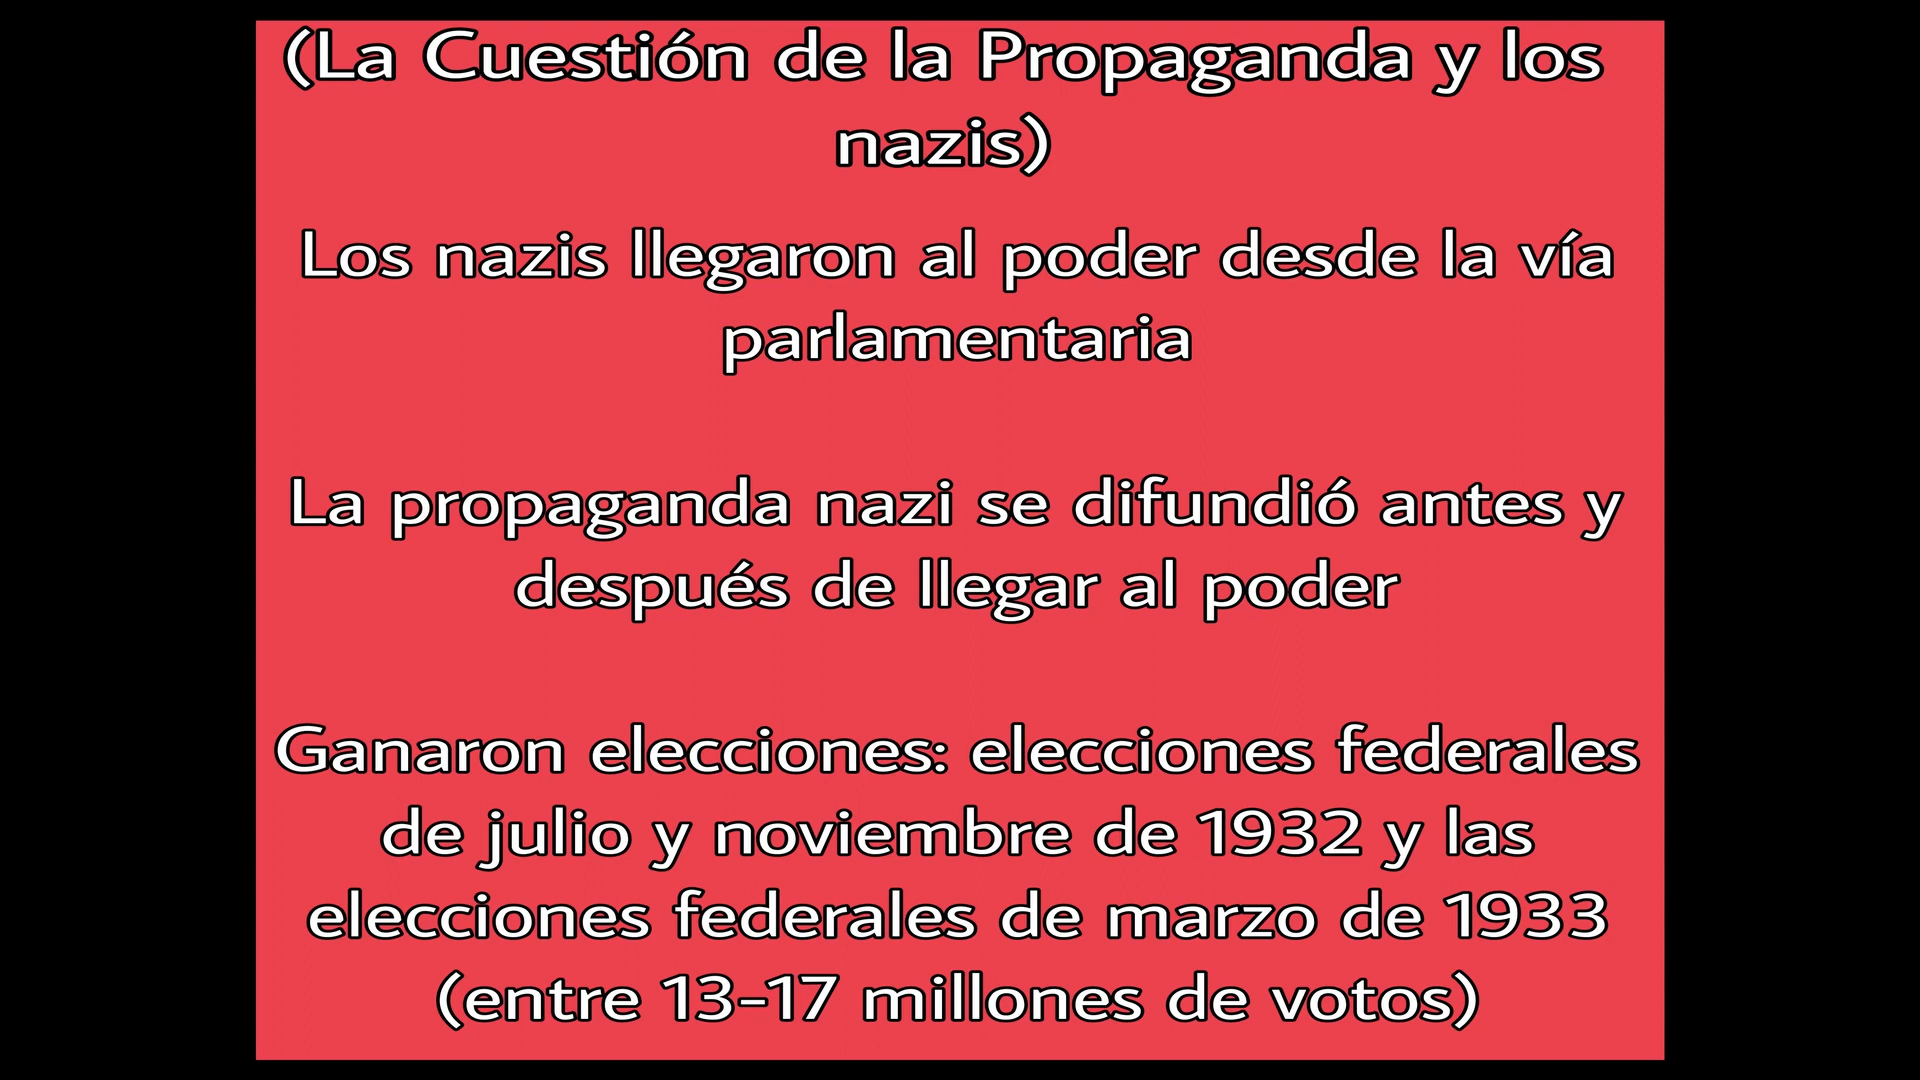 (La Cuestión de la Propaganda y los
nazis)
Los nazis llegaron al poder desde la vía
parlamentaria
La propaganda nazi se difundió antes y
después de llegar al poder
Ganaron elecciones: elecciones federales
de julio y noviembre de 1932 y las
elecciones federales de marzo de 1933
(entre 13-17 millones de votos)